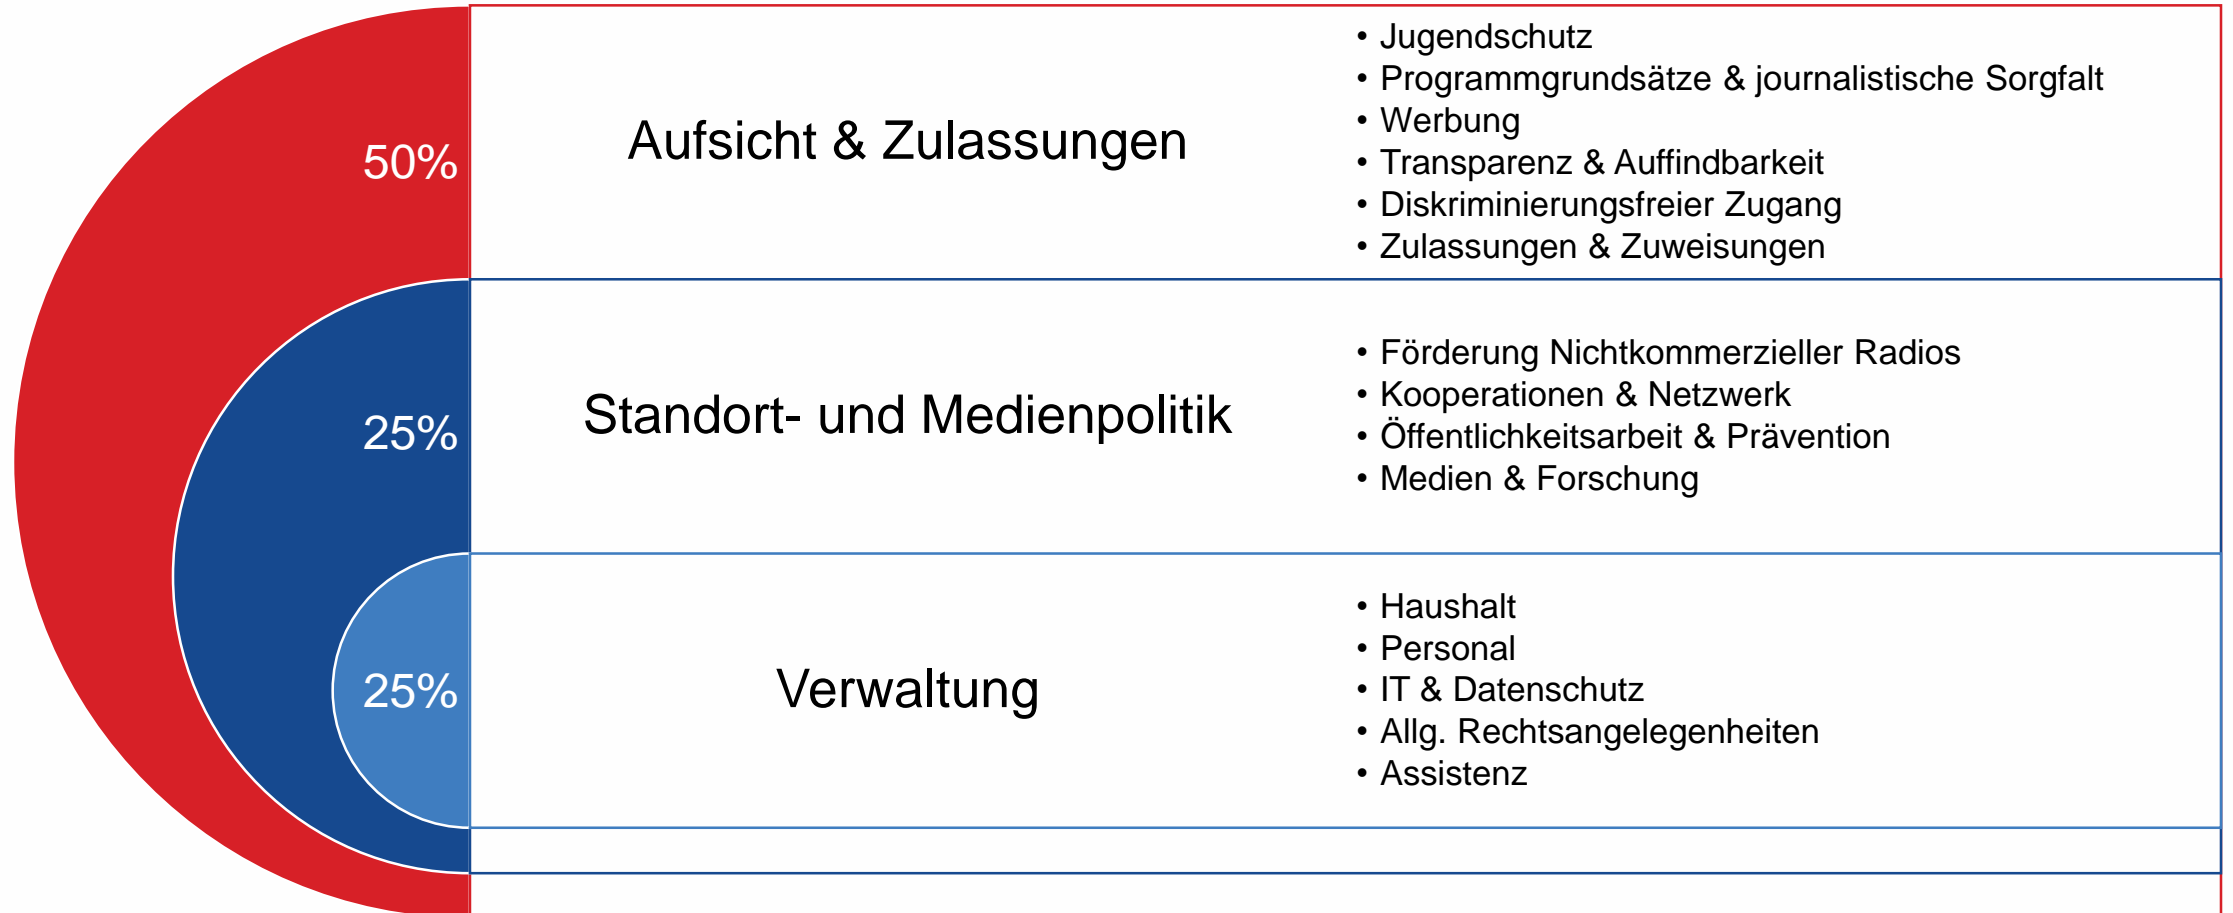 50%
Aufsicht & Zulassungen
• Jugendschutz
• Programmgrundsätze & journalistische Sorgfalt
• Werbung
• Transparenz & Auffindbarkeit
• Diskriminierungsfreier Zugang
• Zulassungen & Zuweisungen
25%
Standort- und Medienpolitik
• Förderung Nichtkommerzieller Radios
• Kooperationen & Netzwerk
• Öffentlichkeitsarbeit & Prävention
• Medien & Forschung
25%
Verwaltung
• Haushalt
• Personal
• IT & Datenschutz
• Allg. Rechtsangelegenheiten
• Assistenz